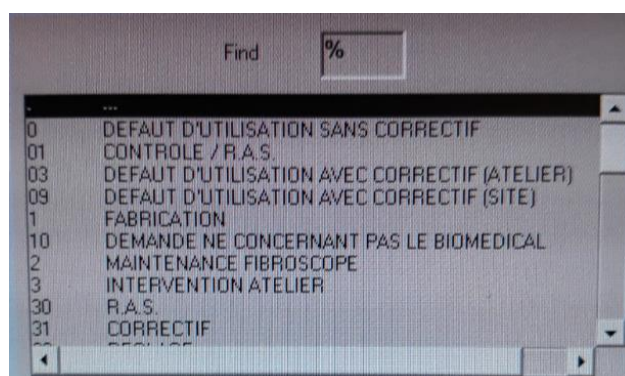 Find %
. ...
0 DEFAUT D'UTILISATION SANS CORRECTIF
01 CONTROLE / R.A.S.
03 DEFAUT D'UTILISATION AVEC CORRECTIF (ATELIER)
09 DEFAUT D'UTILISATION AVEC CORRECTIF (SITE)
1 FABRICATION
10 DEMANDE NE CONCERNANT PAS LE BIOMEDICAL
2 MAINTENANCE FIBROSCOPE
3 INTERVENTION ATELIER
30 R.A.S.
31 CORRECTIF